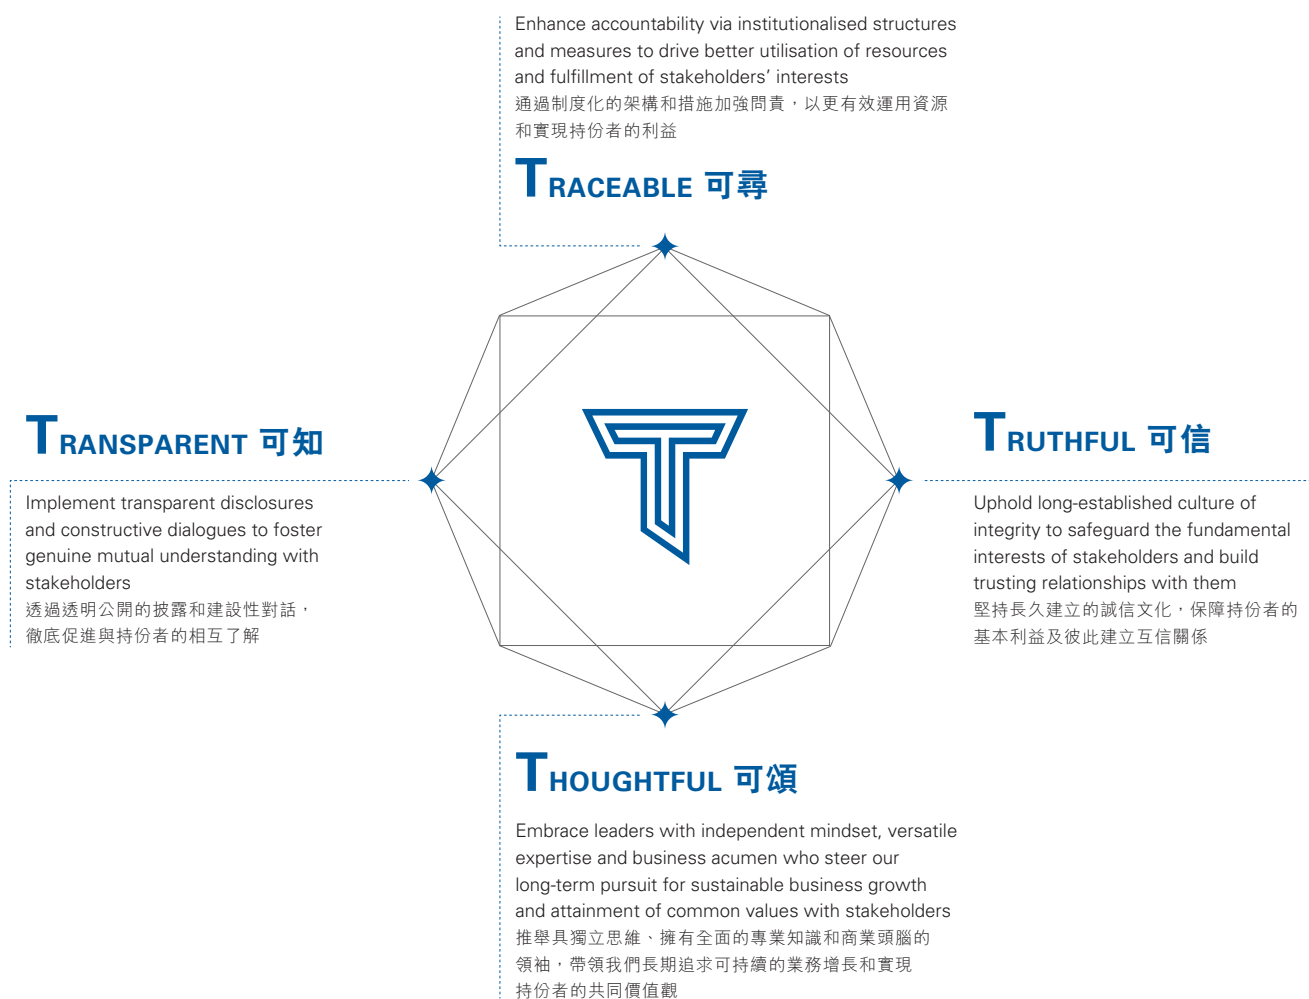 Enhance accountability via institutionalised structures
and measures to drive better utilisation of resources
and fulfillment of stakeholders’ interests
通過制度化的架構和措施加強問責，以更有效運用資源
和實現持份者的利益
TRACEABLE 可尋
TRANSPARENT 可知
Implement transparent disclosures
and constructive dialogues to foster
genuine mutual understanding with
stakeholders
透過透明公開的披露和建設性對話，
徹底促進與持份者的相互了解
TRUTHFUL 可信
Uphold long-established culture of
integrity to safeguard the fundamental
interests of stakeholders and build
trusting relationships with them
堅持長久建立的誠信文化，保障持份者的
基本利益及彼此建立互信關係
THOUGHTFUL 可頌
Embrace leaders with independent mindset, versatile
expertise and business acumen who steer our
long-term pursuit for sustainable business growth
and attainment of common values with stakeholders
推舉具獨立思維、擁有全面的專業知識和商業頭腦的
領袖，帶領我們長期追求可持續的業務增長和實現
持份者的共同價值觀